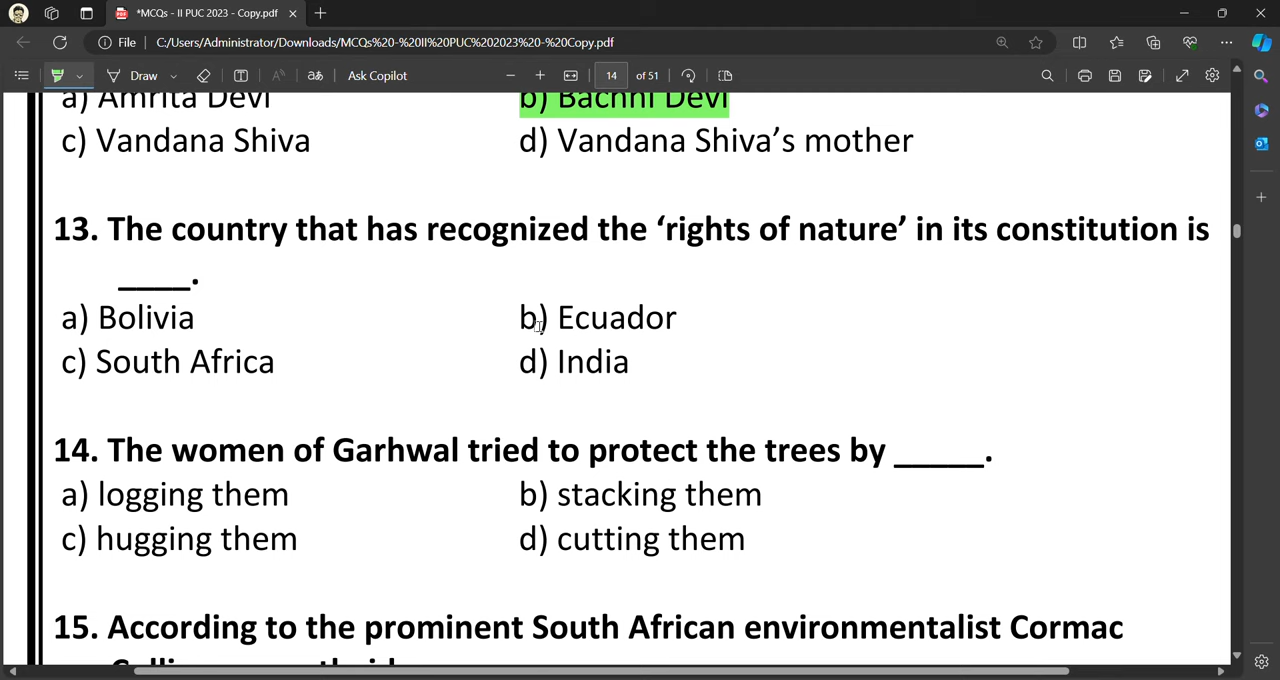 *MCQs - II PUC 2023 - Copy.pdf
File
C:/Users/Administrator/Downloads/MCQs%20-%20II%20PUC%202023%20-%20Copy.pdf
Draw
Ask Copilot
14 of 51
a) Amrita Devi b) Bachni Devi
c) Vandana Shiva d) Vandana Shiva’s mother
13. The country that has recognized the ‘rights of nature’ in its constitution is
____.
a) Bolivia b) Ecuador
c) South Africa d) India
14. The women of Garhwal tried to protect the trees by _____.
a) logging them b) stacking them
c) hugging them d) cutting them
15. According to the prominent South African environmentalist Cormac